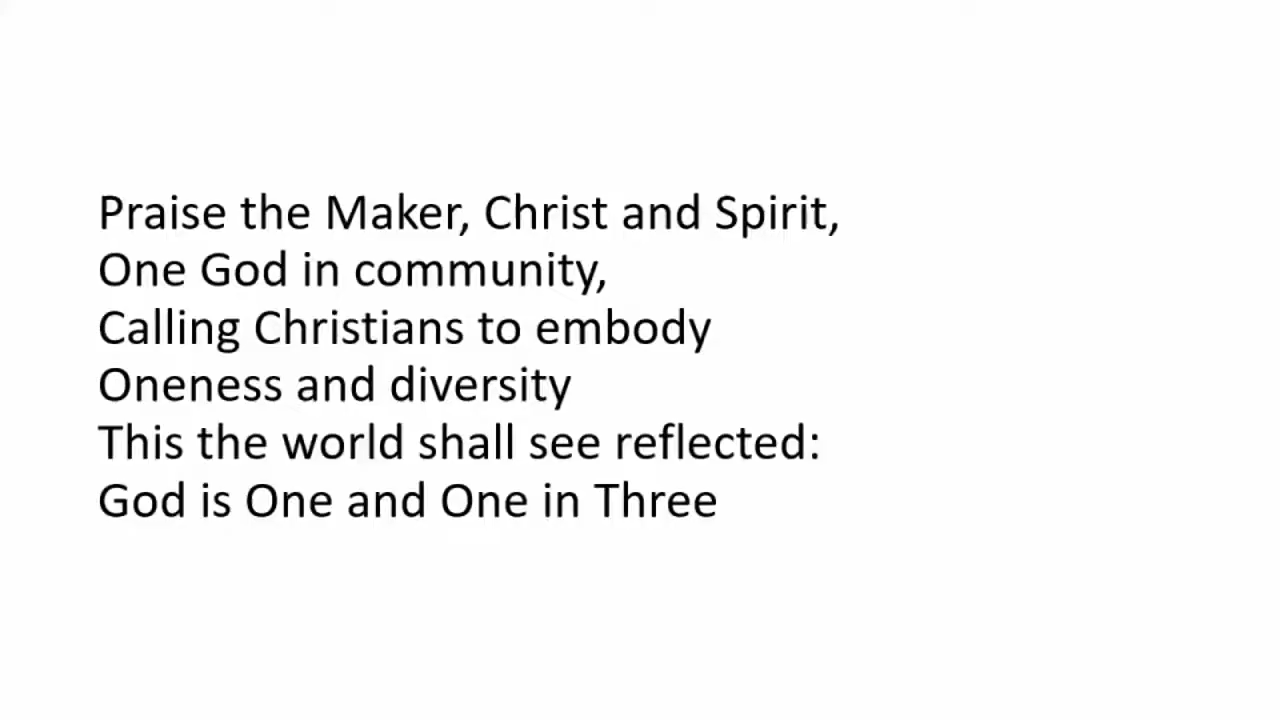 Praise the Maker, Christ and Spirit,
One God in community,
Calling Christians to embody
Oneness and diversity
This the world shall see reflected:
God is One and One in Three